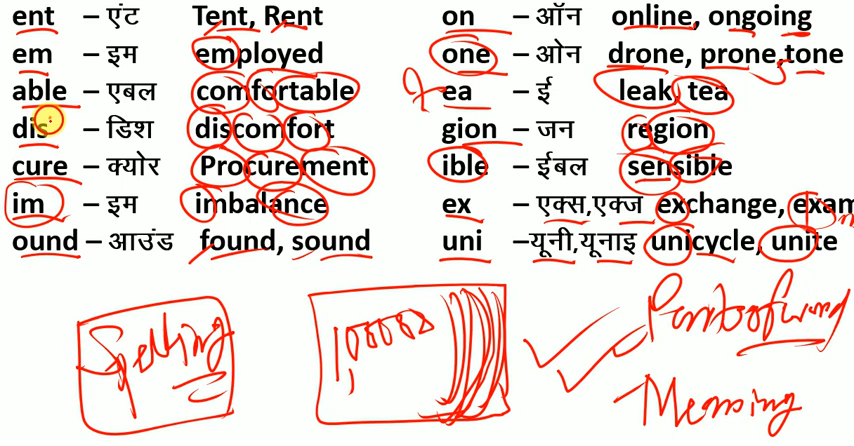 ent – एंट Tent, Rent on – ऑन online, ongoing
em – इम employed one – ओन drone, prone, tone
able – एबल comfortable ea – ई leak, tea
dis – डिश discomfort gion – जन region
cure – क्योर Procurement ible – ईबल sensible
im – इम imbalance ex – एक्स,एक्ज exchange, exam
ound – आउंड found, sound uni –यूनी,यूनाइ unicycle, unite
Spelling
Meaning